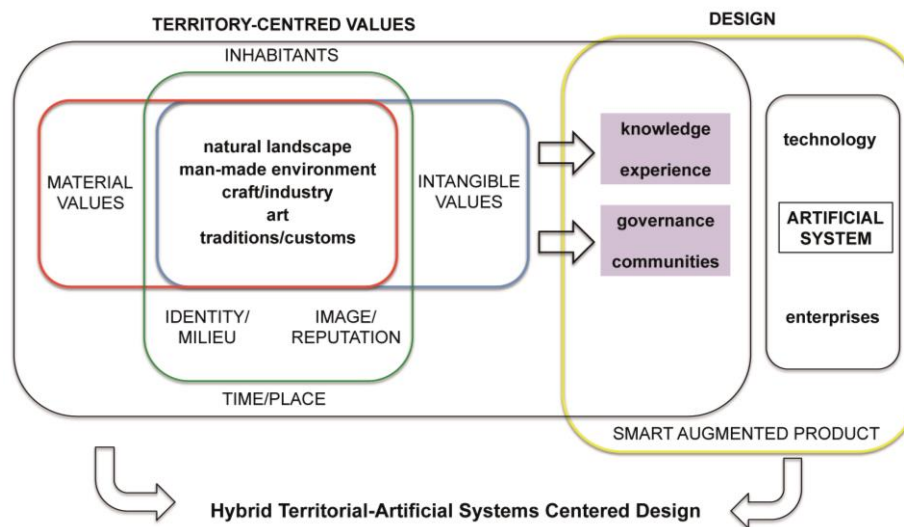 TERRITORY-CENTRED VALUES
DESIGN
INHABITANTS
natural landscape
man-made environment
craft/industry
art
traditions/customs
MATERIAL
VALUES
INTANGIBLE
VALUES
knowledge
experience
governance
communities
technology
ARTIFICIAL
SYSTEM
enterprises
IDENTITY/
MILIEU
IMAGE/
REPUTATION
TIME/PLACE
SMART AUGMENTED PRODUCT
Hybrid Territorial-Artificial Systems Centered Design